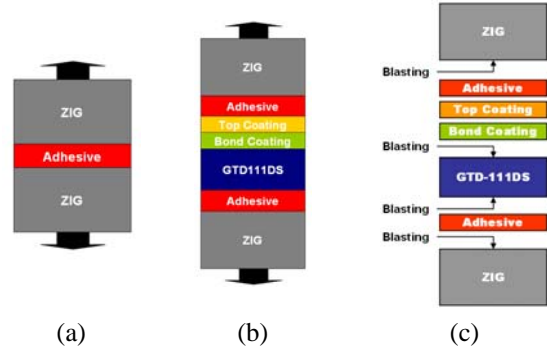 ZIG
Adhesive
ZIG
(a)
ZIG
Adhesive
Top Coating
Bond Coating
GTD111DS
Adhesive
ZIG
(b)
ZIG
Blasting
Adhesive
Top Coating
Bond Coating
Blasting
GTD-111DS
Blasting
Adhesive
Blasting
ZIG
(c)